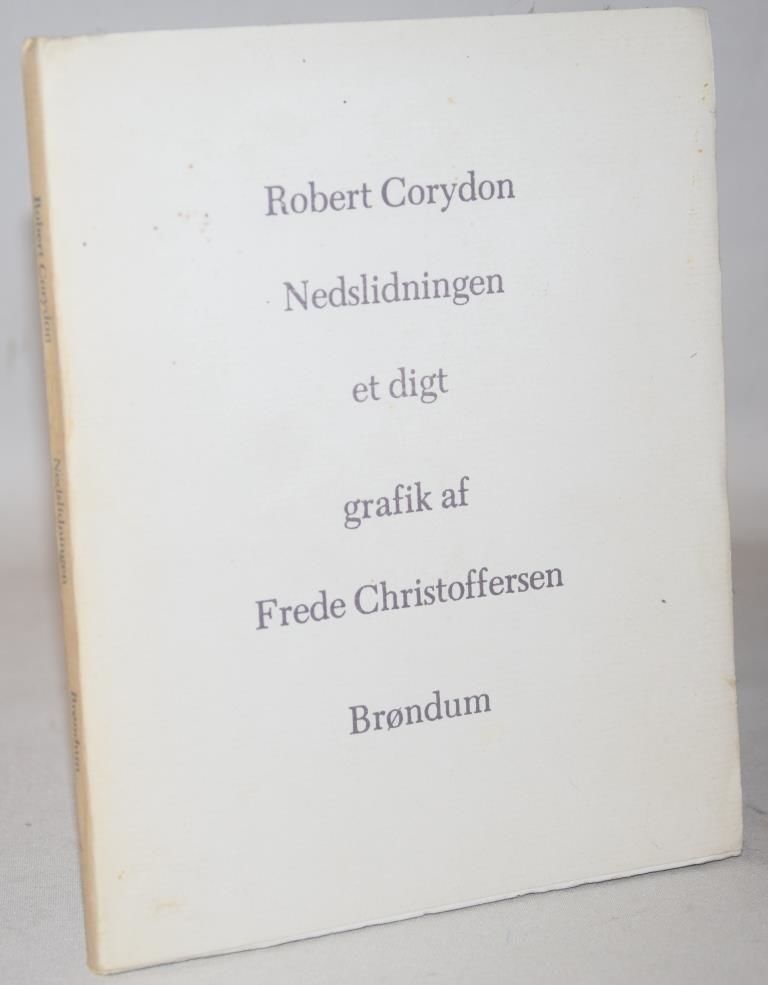 Robert Corydon
Nedslidningen
et digt
grafik af
Frede Christoffersen
Brøndum
Robert Corydon
Nedslidningen
Brøndum